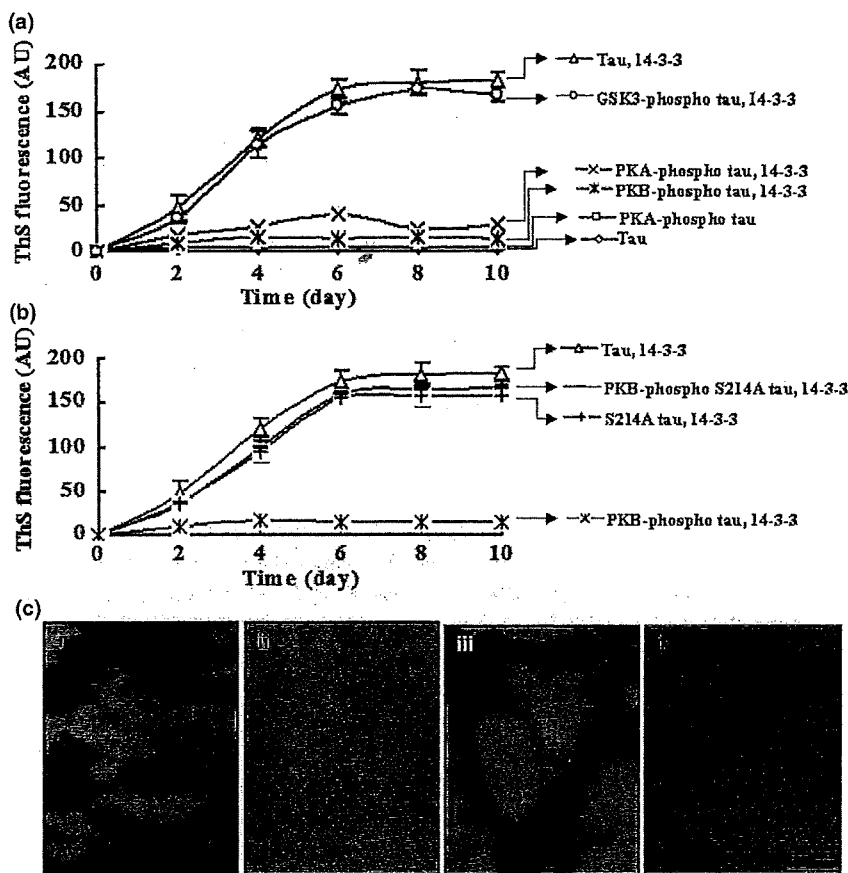 (a)
ThS fluorescence (AU)
200
150
100
50
0
0 2 4 6 8 10
Time (day)
Tau, 14-3-3
GSK3-phospho tau, 14-3-3
PKA-phospho tau, 14-3-3
PKB-phospho tau, 14-3-3
PKA-phospho tau
Tau
(b)
ThS fluorescence (AU)
200
150
100
50
0
0 2 4 6 8 10
Time (day)
Tau, 14-3-3
PKB-phospho S214A tau, 14-3-3
S214A tau, 14-3-3
PKB-phospho tau, 14-3-3
(c)
ii
iii